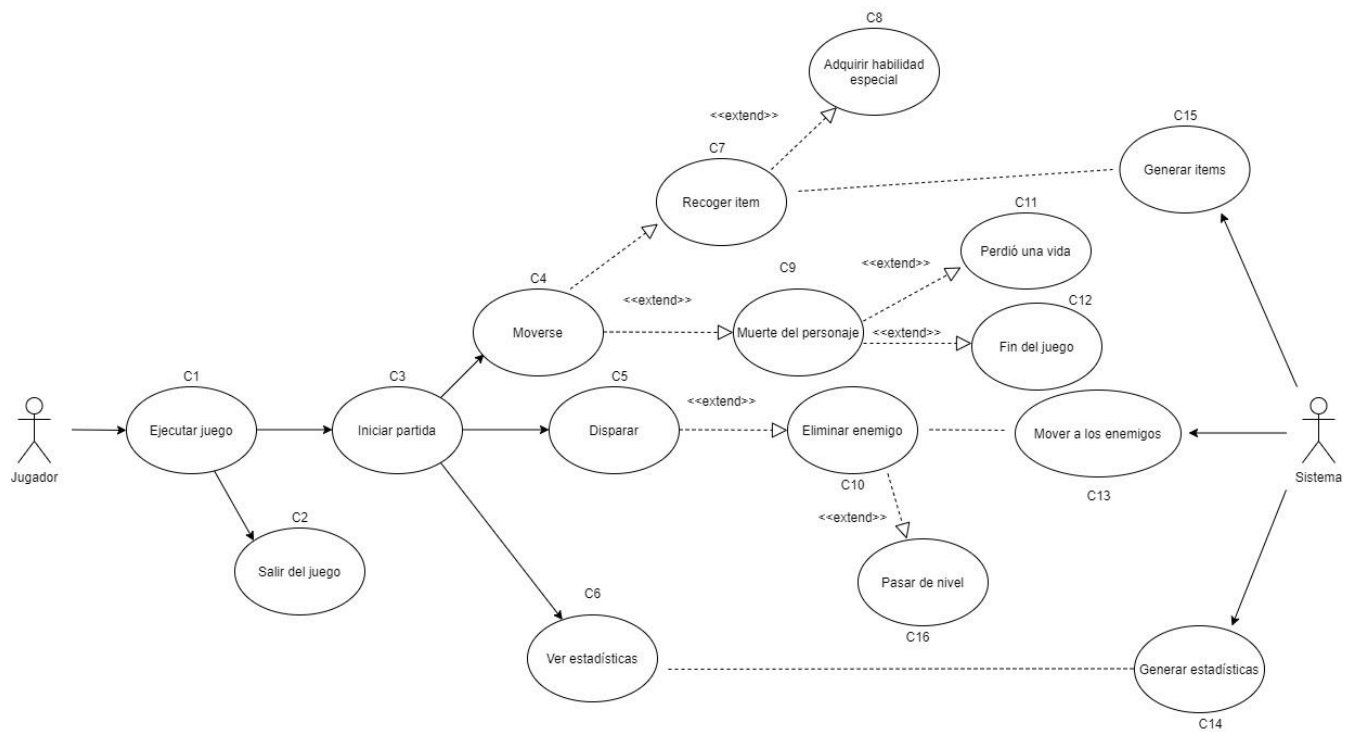 C8
Adquirir habilidad
especial
<<extend>>
C15
Generar items
C7
Recoger item
C11
Perdió una vida
<<extend>>
C9
C4
<<extend>>
C12
Moverse
Muerte del personaje
<<extend>>
Fin del juego
C1
C3
C5
<<extend>>
Jugador
Ejecutar juego
Iniciar partida
Disparar
Eliminar enemigo
Mover a los enemigos
Sistema
C10
C13
C2
<<extend>>
Salir del juego
Pasar de nivel
C6
C16
Ver estadísticas
Generar estadísticas
C14